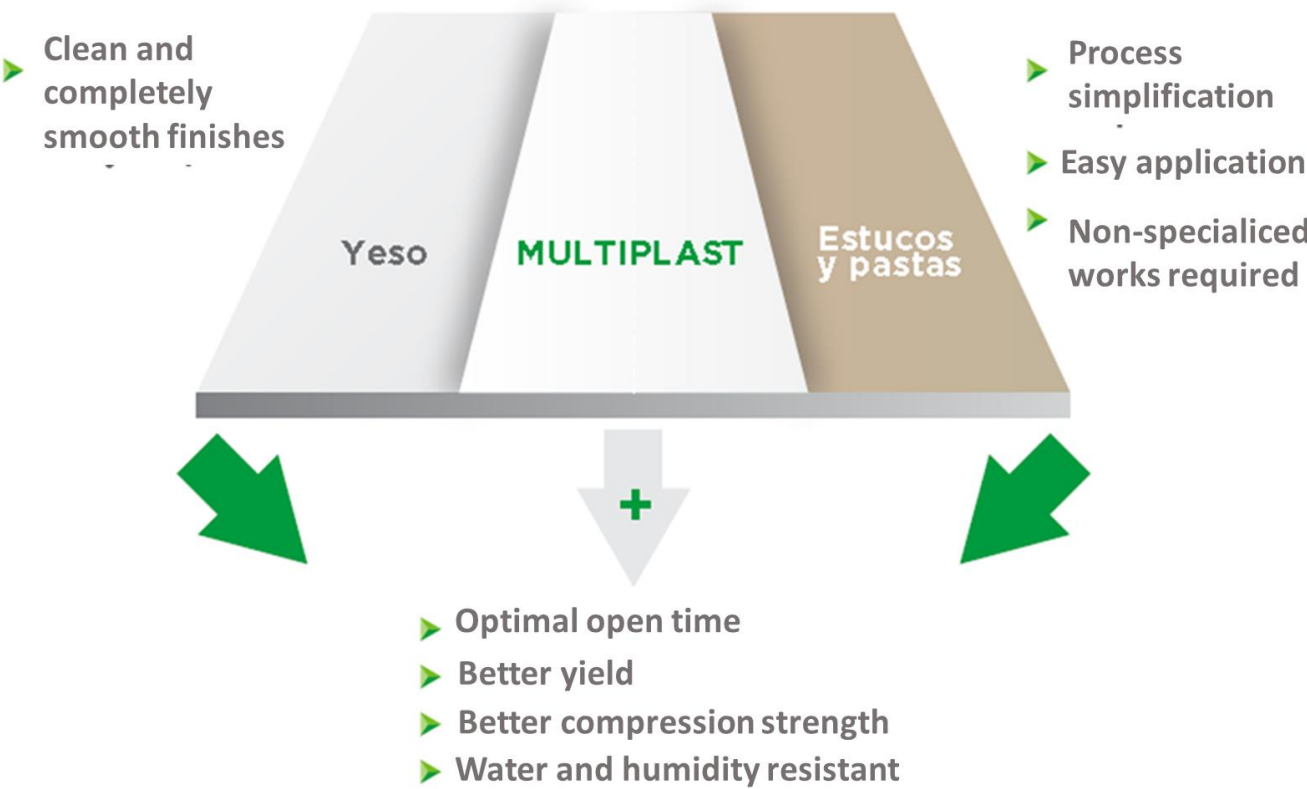 Clean and
completely
smooth finishes
Process
simplification
Easy application
Non-specialiced
works required
Yeso
MULTIPLAST
Estucos
y pastas
+
Optimal open time
Better yield
Better compression strength
Water and humidity resistant